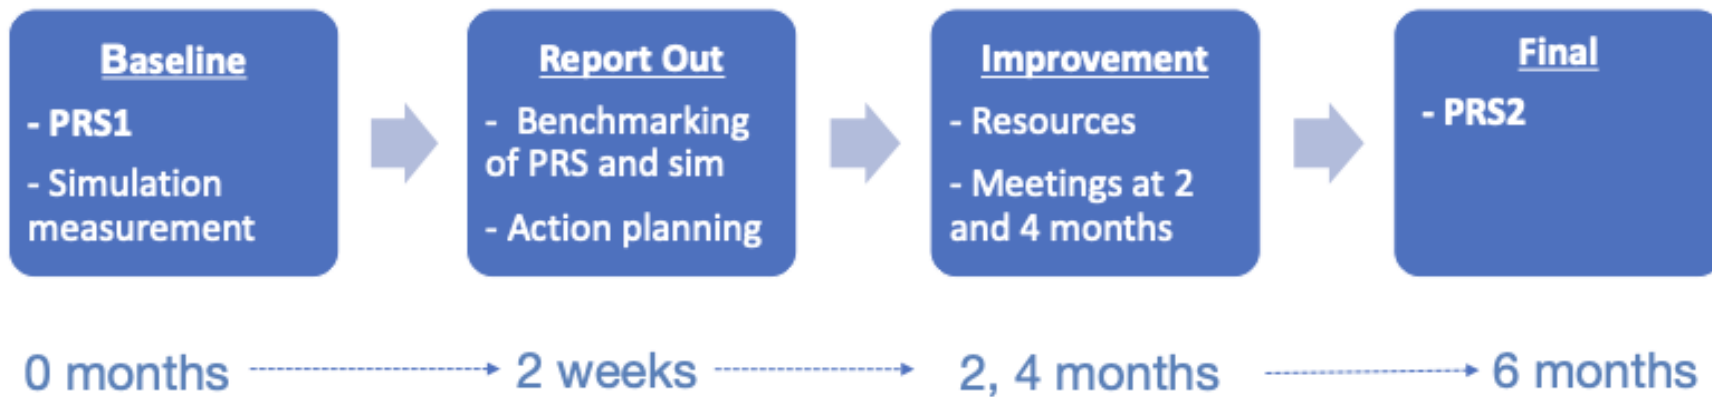 Baseline
- PRS1
- Simulation
measurement
Report Out
- Benchmarking
of PRS and sim
- Action planning
Improvement
- Resources
- Meetings at 2
and 4 months
Final
- PRS2
0 months
2 weeks
2, 4 months
6 months